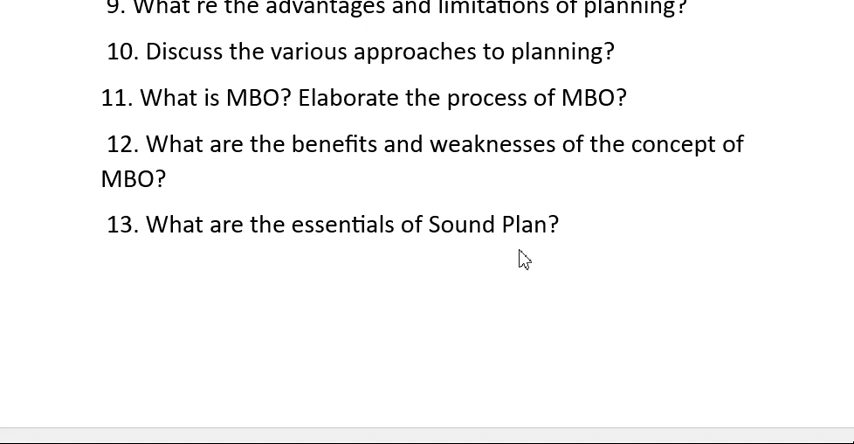 9. What re the advantages and limitations of planning?
10. Discuss the various approaches to planning?
11. What is MBO? Elaborate the process of MBO?
12. What are the benefits and weaknesses of the concept of
MBO?
13. What are the essentials of Sound Plan?